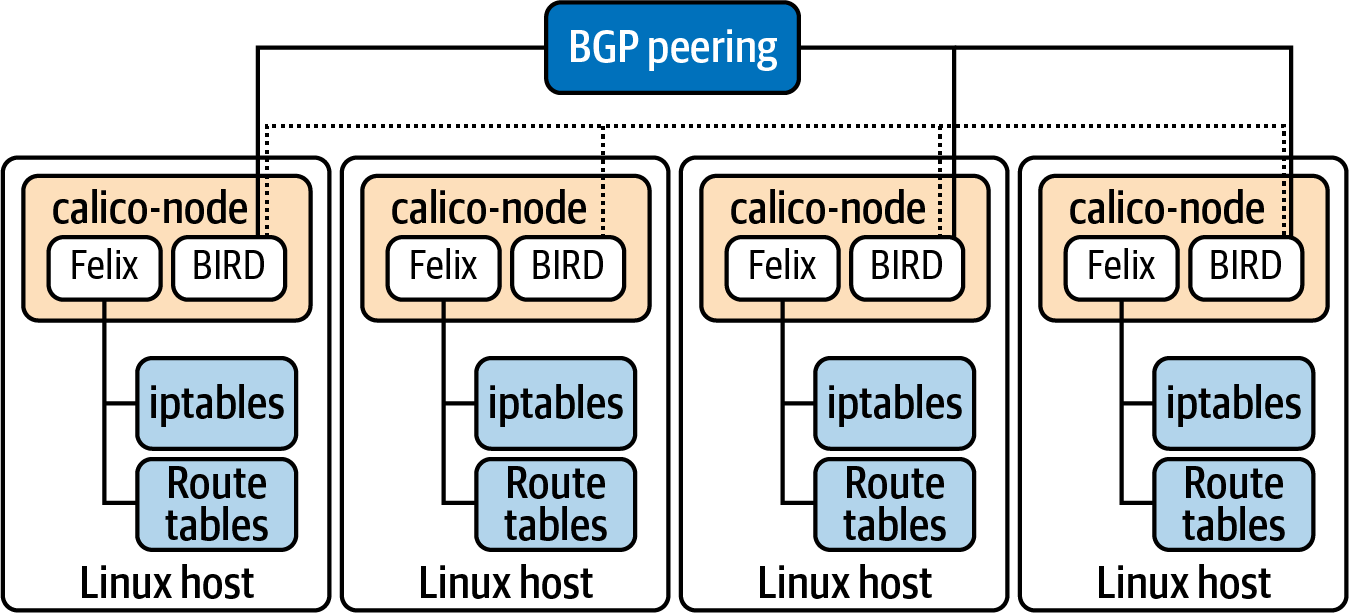 BGP peering
calico-node
Felix
BIRD
iptables
Route
tables
Linux host
calico-node
Felix
BIRD
iptables
Route
tables
Linux host
calico-node
Felix
BIRD
iptables
Route
tables
Linux host
calico-node
Felix
BIRD
iptables
Route
tables
Linux host